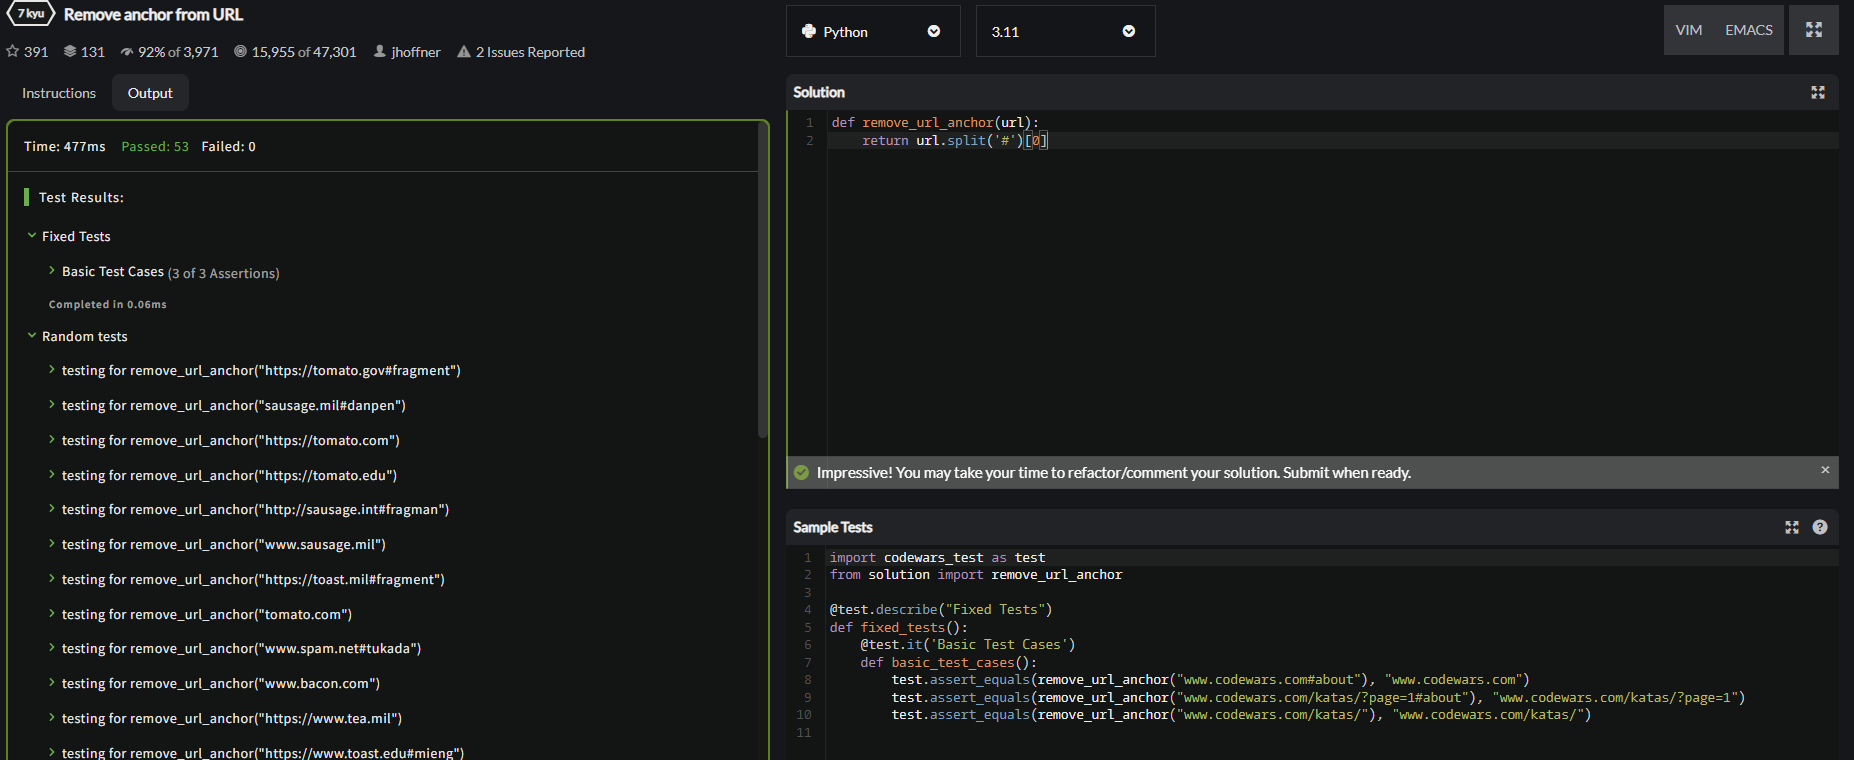 7 kyu Remove anchor from URL
391 131 92% of 3,971 15,955 of 47,301 jhoffner 2 Issues Reported
Instructions Output
Time: 477ms Passed: 53 Failed: 0
Test Results:
Fixed Tests
Basic Test Cases (3 of 3 Assertions)
Completed in 0.06ms
Random tests
testing for remove_url_anchor("https://tomato.gov#fragment")
testing for remove_url_anchor("sausage.mil#danpen")
testing for remove_url_anchor("https://tomato.com")
testing for remove_url_anchor("https://tomato.edu")
testing for remove_url_anchor("http://sausage.int#fragman")
testing for remove_url_anchor("www.sausage.mil")
testing for remove_url_anchor("https://toast.mil#fragment")
testing for remove_url_anchor("tomato.com")
testing for remove_url_anchor("www.spam.net#tukada")
testing for remove_url_anchor("www.bacon.com")
testing for remove_url_anchor("https://www.tea.mil")
testing for remove_url_anchor("https://www.toast.edu#mieng")
Python 3.11 VIM EMACS
Solution
1 def remove_url_anchor(url):
2 return url.split('#')[0]
Impressive! You may take your time to refactor/comment your solution. Submit when ready. ×
Sample Tests ?
1 import codewars_test as test
2 from solution import remove_url_anchor
3
4 @test.describe("Fixed Tests")
5 def fixed_tests():
6 @test.it('Basic Test Cases')
7 def basic_test_cases():
8 test.assert_equals(remove_url_anchor("www.codewars.com#about"), "www.codewars.com")
9 test.assert_equals(remove_url_anchor("www.codewars.com/katas/?page=1#about"), "www.codewars.com/katas/?page=1")
10 test.assert_equals(remove_url_anchor("www.codewars.com/katas/"), "www.codewars.com/katas/")
11